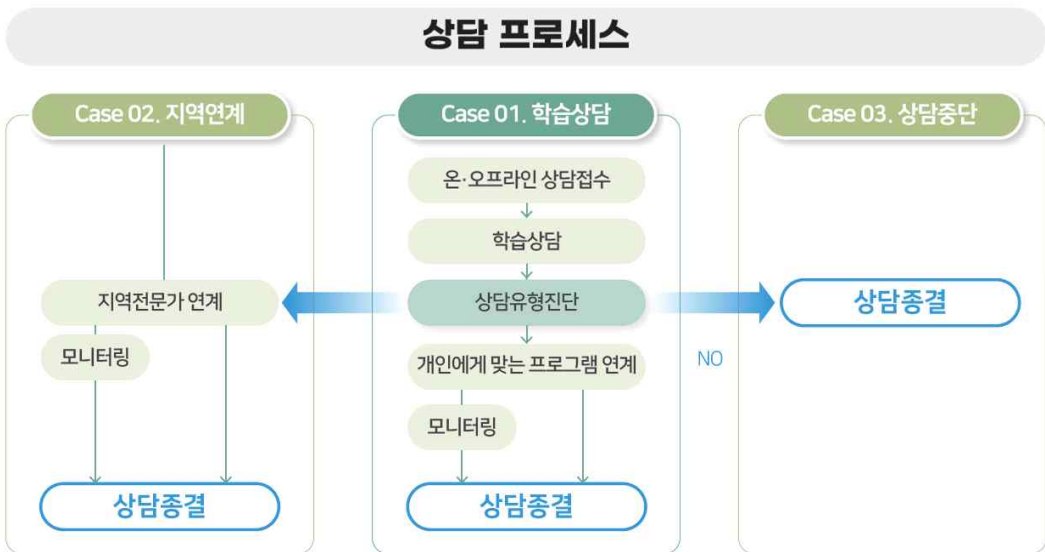 상담 프로세스
Case 02. 지역연계
지역전문가 연계
모니터링
상담종결
Case 01. 학습상담
온·오프라인 상담접수
학습상담
상담유형진단
개인에게 맞는 프로그램 연계
모니터링
상담종결
Case 03. 상담중단
상담종결
NO